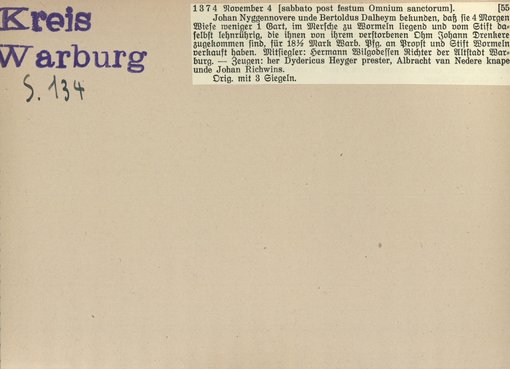 Kreis
Warburg
S. 134
1374 November 4 [sabbato post festum Omnium sanctorum]. [55
Johan Nyggennovere unde Bertoldus Dalheym bekunden, daß sie 4 Morgen
Wiese weniger 1 Gart, im Mersche zu Wormeln liegend und vom Stift da-
selbst lehnrührig, die ihnen von ihrem verstorbenen Ohm Johann Drenkere
zugekommen sind, für 18½ Mark Warb. Pfg. an Propst und Stift Wormeln
verkauft haben. Mitsiegler: Hermann Wilgodessen Richter der Altstadt War-
burg. — Zeugen: her Dydericus Heyger prester, Albracht van Nedere knape
unde Johan Richwins.
Orig. mit 3 Siegeln.